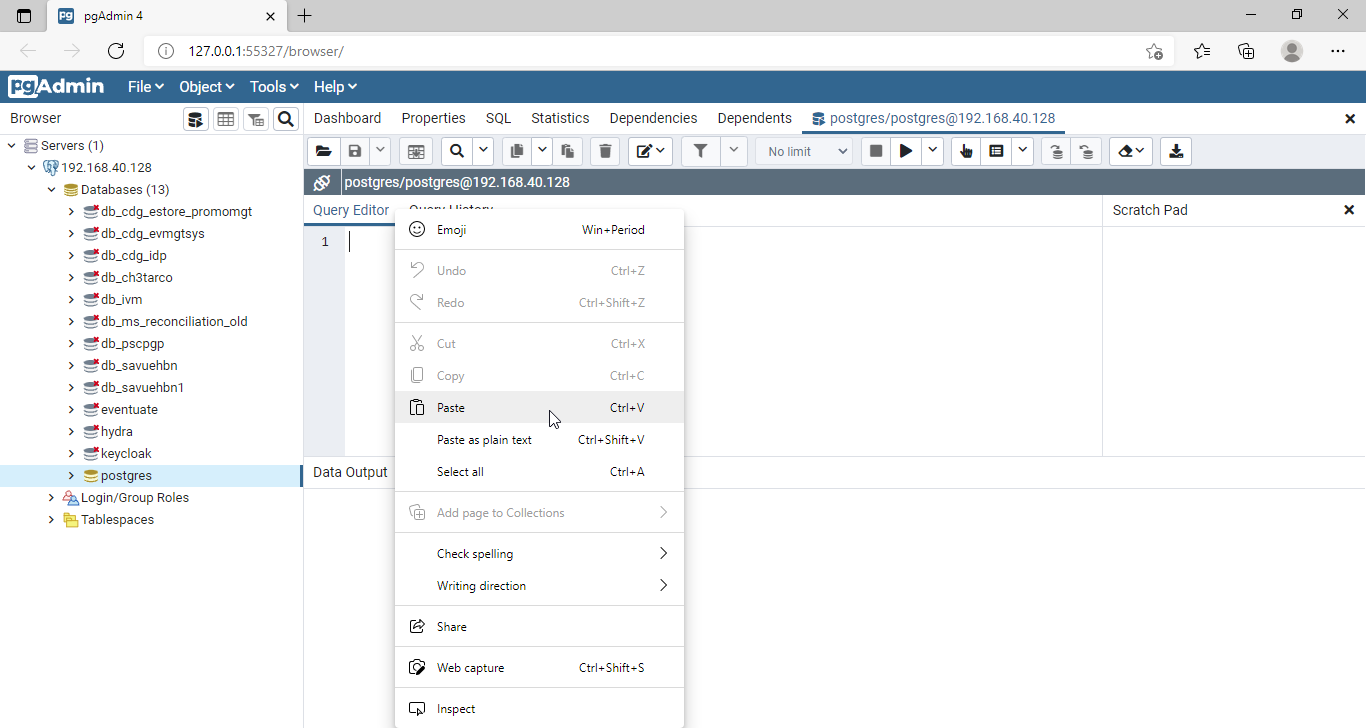 pgAdmin 4
127.0.0.1:55327/browser/
pgAdmin File Object Tools Help
Browser
Dashboard Properties SQL Statistics Dependencies Dependents postgres/postgres@192.168.40.128
Servers (1)
192.168.40.128
Databases (13)
db_cdg_estore_promomgt
db_cdg_evmgtsys
db_cdg_idp
db_ch3tarco
db_ivm
db_ms_reconciliation_old
db_pscpgp
db_savuehbn
db_savuehbn1
eventuate
hydra
keycloak
postgres
Login/Group Roles
Tablespaces
No limit
postgres/postgres@192.168.40.128
Query Editor Query History
Scratch Pad
1
Data Output
Emoji Win+Period
Undo Ctrl+Z
Redo Ctrl+Shift+Z
Cut Ctrl+X
Copy Ctrl+C
Paste Ctrl+V
Paste as plain text Ctrl+Shift+V
Select all Ctrl+A
Add page to Collections
Check spelling
Writing direction
Share
Web capture Ctrl+Shift+S
Inspect